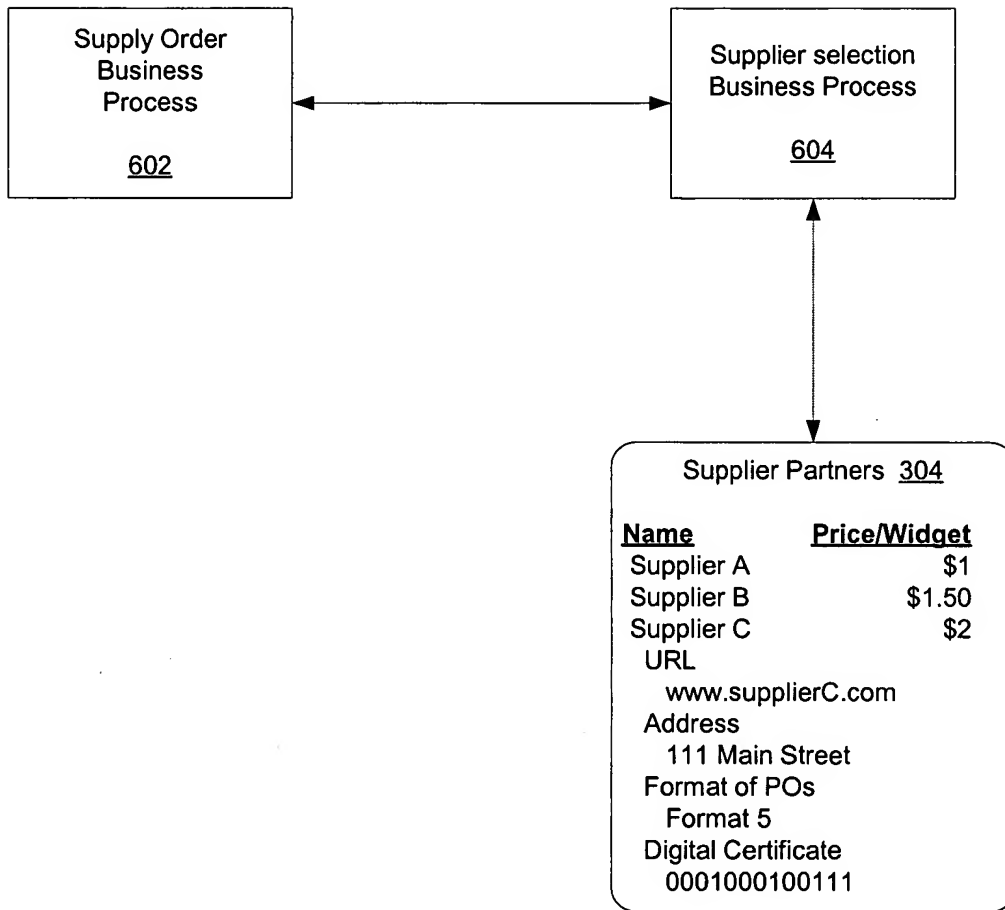 Supply Order
Business
Process
602
Supplier selection
Business Process
604
Supplier Partners 304
Name Price/Widget
Supplier A $1
Supplier B $1.50
Supplier C $2
URL
www.supplierC.com
Address
111 Main Street
Format of POs
Format 5
Digital Certificate
0001000100111